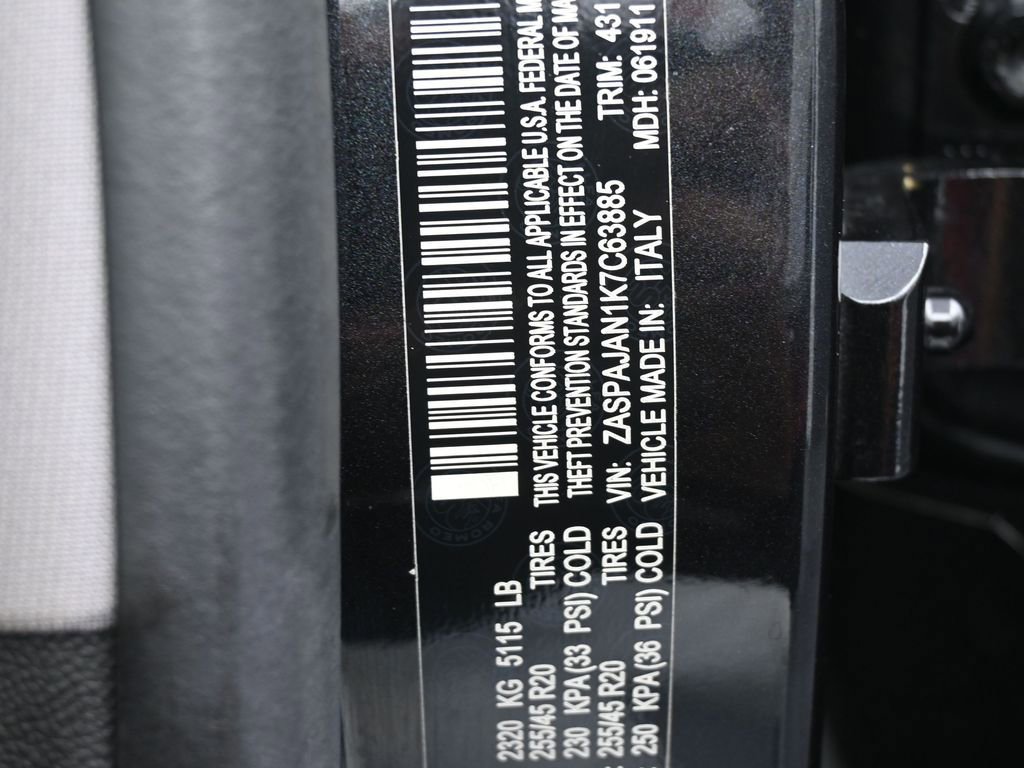 2320 KG 5115 LB
255/45 R20 TIRES
230 KPA(33 PSI) COLD
255/45 R20 TIRES
250 KPA(36 PSI) COLD
THIS VEHICLE CONFORMS TO ALL APPLICABLE U.S.A. FEDERAL
THEFT PREVENTION STANDARDS IN EFFECT ON THE DATE OF
VIN: ZASPAJAN1K7C63885 TRIM: 431
VEHICLE MADE IN: ITALY MDH: 061911